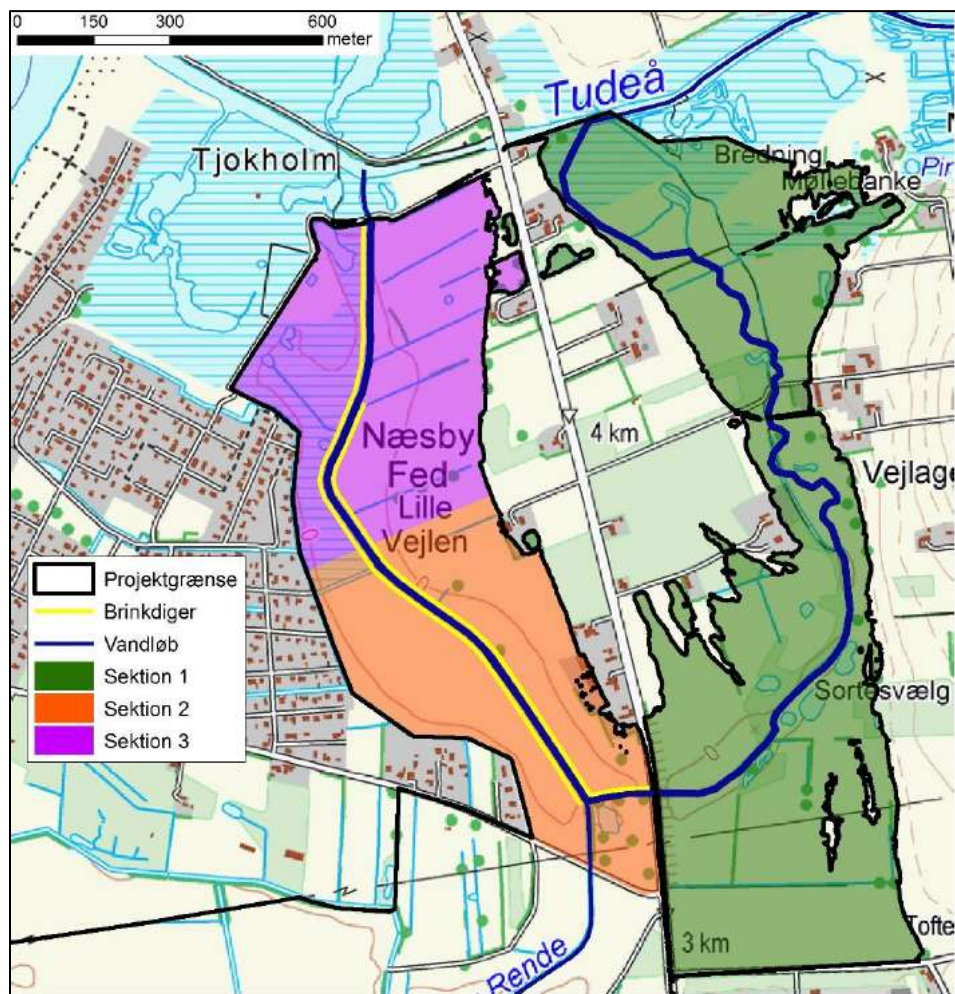 0 150 300 600
meter
Tudeå
Tjokholm
Bredning
Møllebanke
Pir
4 km
Næsby
Fed
Lille
Vejlen
Vejlage
Projektgrænse
Brinkdiger
Vandløb
Sektion 1
Sektion 2
Sektion 3
Sortesvælg
3 km
Tofte
Rende